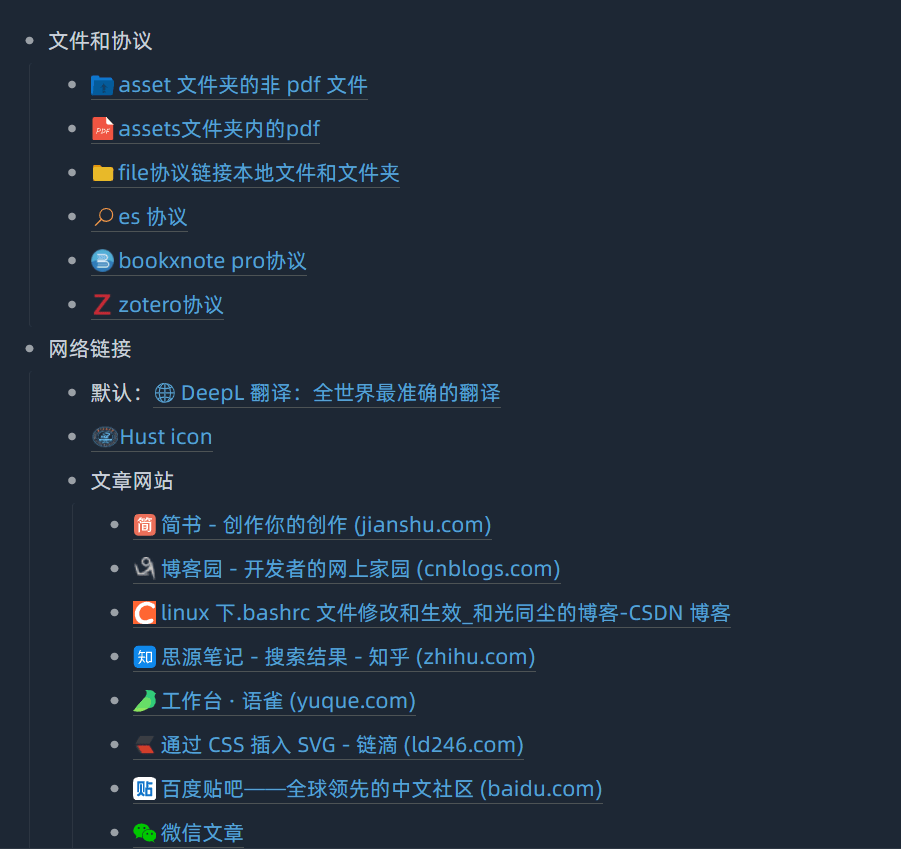 文件和协议
asset 文件夹的非 pdf 文件
assets文件夹内的pdf
file协议链接本地文件和文件夹
es 协议
bookxnote pro协议
zotero协议
网络链接
默认：DeepL 翻译：全世界最准确的翻译
Hust icon
文章网站
简 简书 - 创作你的创作 (jianshu.com)
博客园 - 开发者的网上家园 (cnblogs.com)
linux 下.bashrc 文件修改和生效_和光同尘的博客-CSDN 博客
知 思源笔记 - 搜索结果 - 知乎 (zhihu.com)
工作台 · 语雀 (yuque.com)
通过 CSS 插入 SVG - 链滴 (ld246.com)
贴 百度贴吧——全球领先的中文社区 (baidu.com)
微信文章